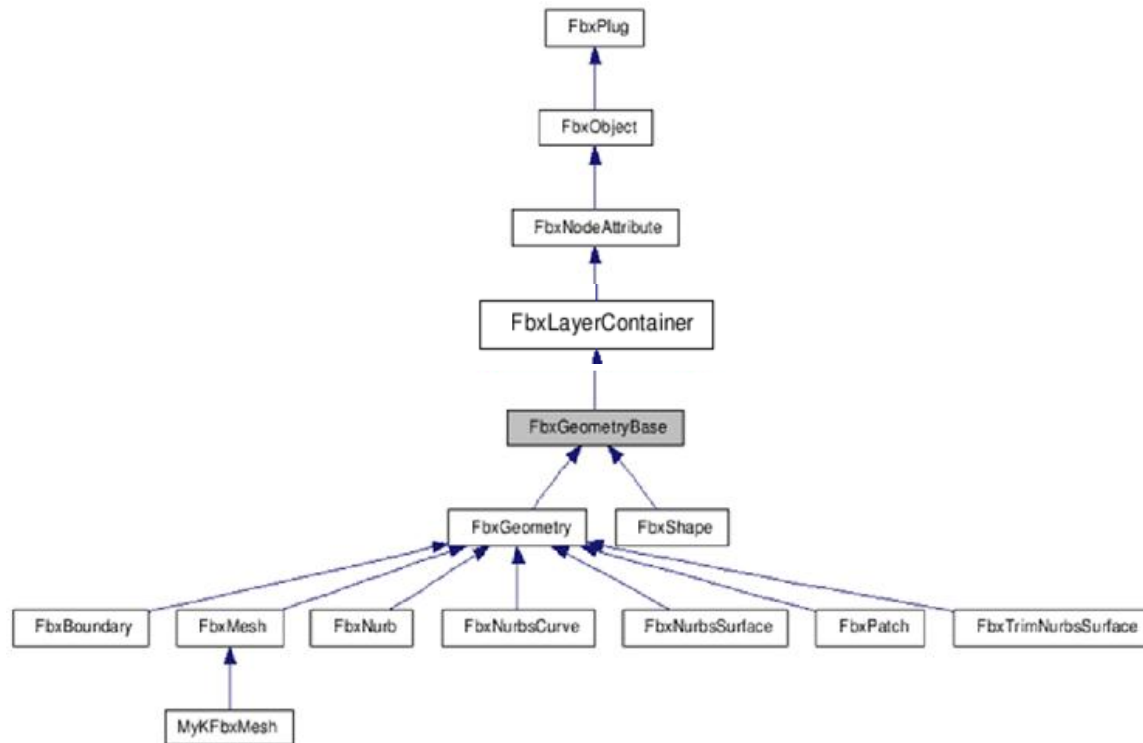 FbxPlug
FbxObject
FbxNodeAttribute
FbxLayerContainer
FbxGeometryBase
FbxGeometry
FbxShape
FbxBoundary
FbxMesh
FbxNurb
FbxNurbsCurve
FbxNurbsSurface
FbxPatch
FbxTrimNurbsSurface
MyKFbxMesh